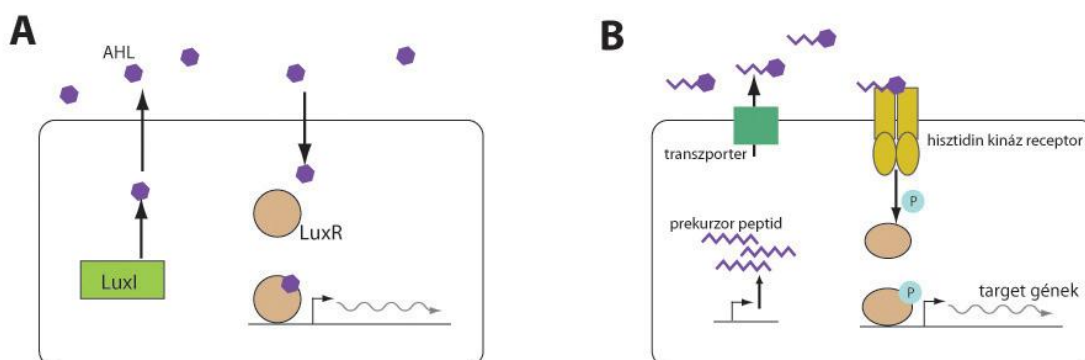 A
AHL
LuxR
LuxI
B
transzporter
hisztidin kináz receptor
P
prekurzor peptid
P
target gének